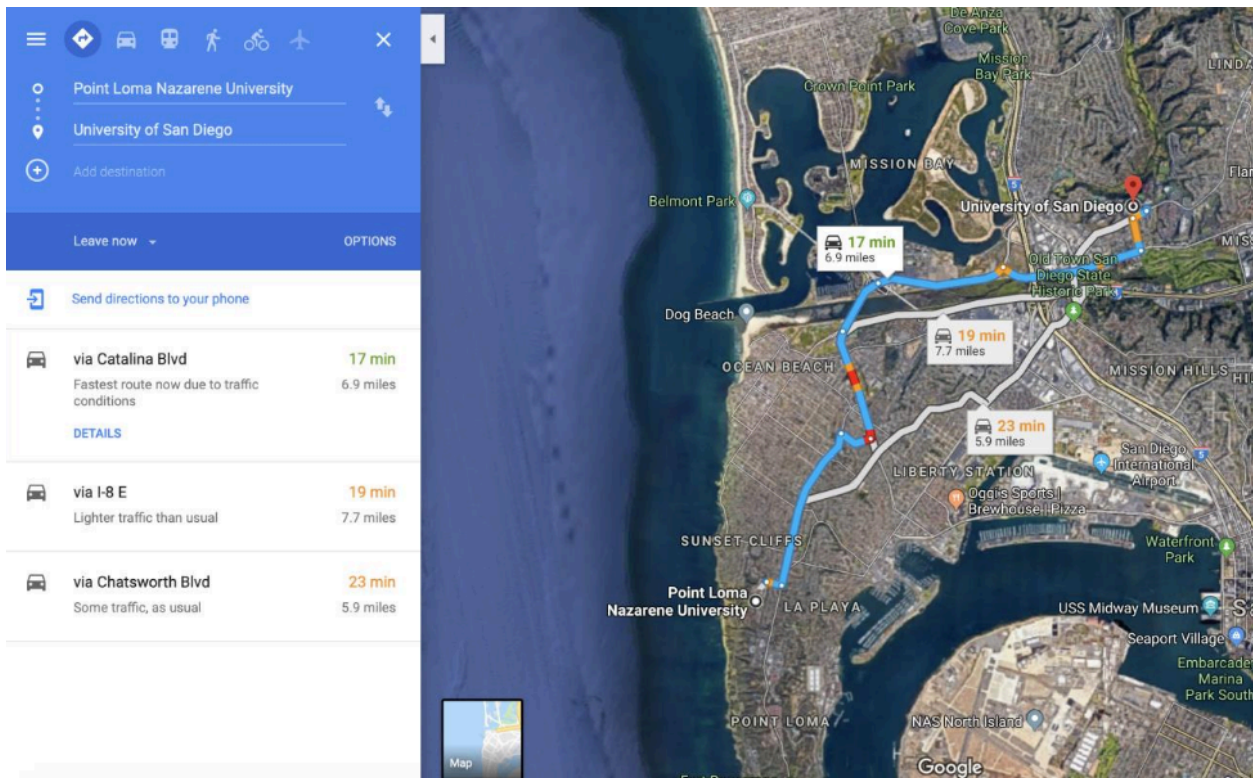 Point Loma Nazarene University
University of San Diego
Add destination
Leave now
OPTIONS
Send directions to your phone
via Catalina Blvd
17 min
Fastest route now due to traffic
conditions
6.9 miles
DETAILS
via I-8 E
19 min
Lighter traffic than usual
7.7 miles
via Chatsworth Blvd
23 min
Some traffic, as usual
5.9 miles
De Anza
Cove Park
Mission
Bay Park
LINDA
Crown Point Park
MISSION BAY
5
Flar
Belmont Park
University of San Diego
17 min
6.9 miles
MIS
Old Town San
Diego State
Historic Park
Dog Beach
19 min
7.7 miles
OCEAN BEACH
MISSION HILLS
HI
23 min
5.9 miles
San Diego
International
Airport
5
LIBERTY STATION
Oggi's Sports |
Brewhouse | Pizza
SUNSET CLIFFS
Waterfront
Park
Point Loma
Nazarene University
LA PLAYA
USS Midway Museum
S
Seaport Village
Embarcade
Marina
Park South
POINT LOMA
NAS North Island
Map
Google